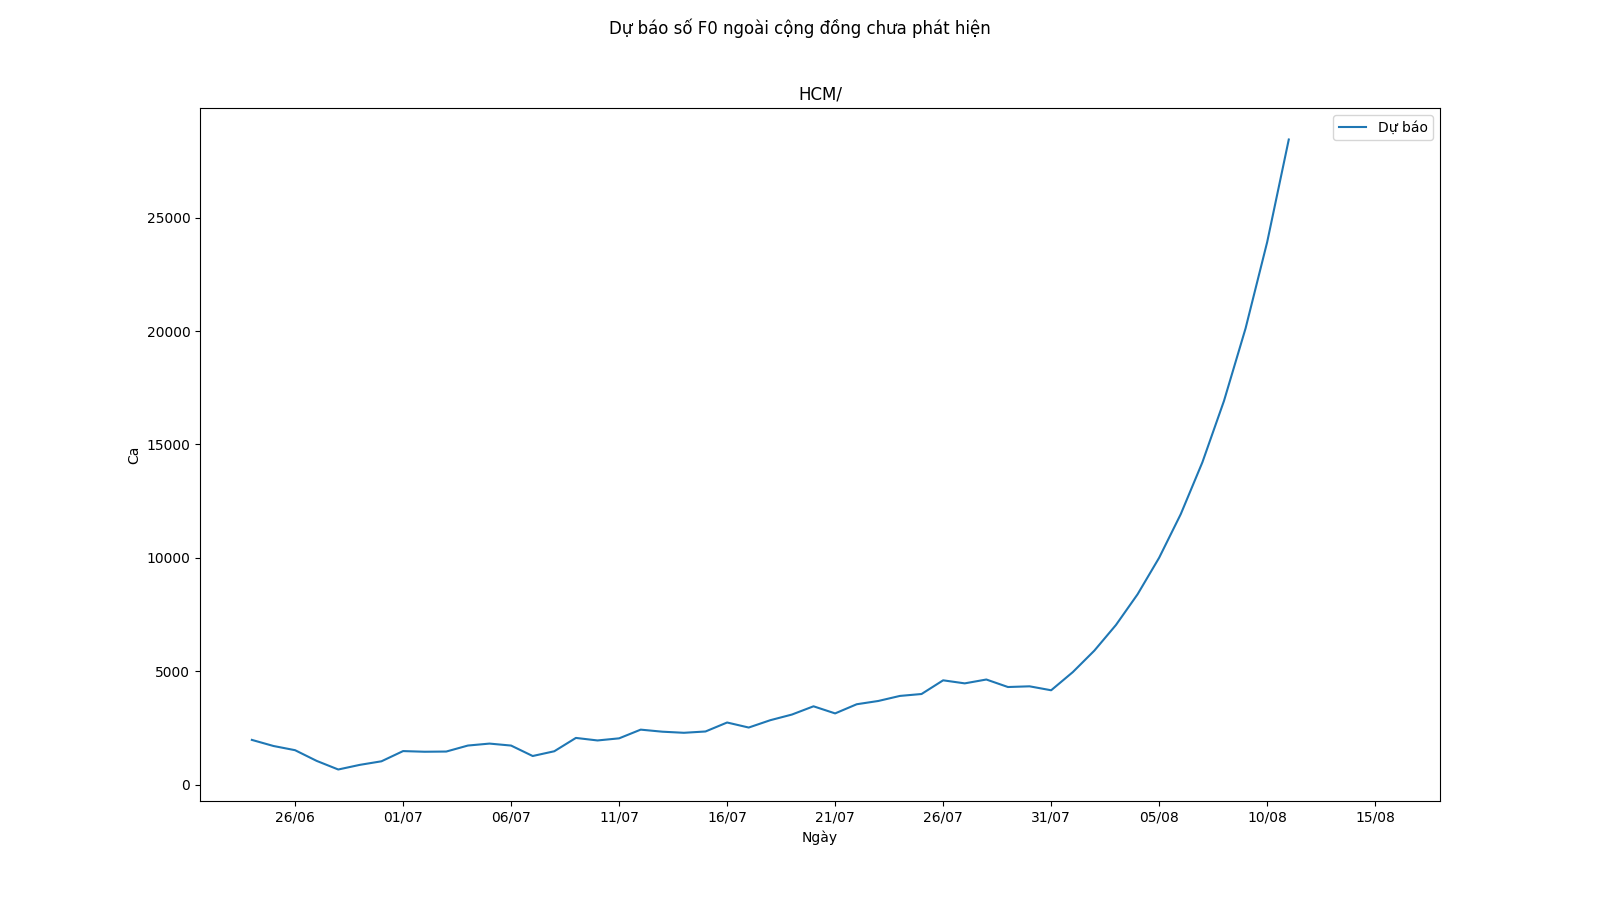 Dự báo số F0 ngoài cộng đồng chưa phát hiện
HCM/
Dự báo
25000
20000
15000
10000
5000
0
Ca
26/06 01/07 06/07 11/07 16/07 21/07 26/07 31/07 05/08 10/08 15/08
Ngày